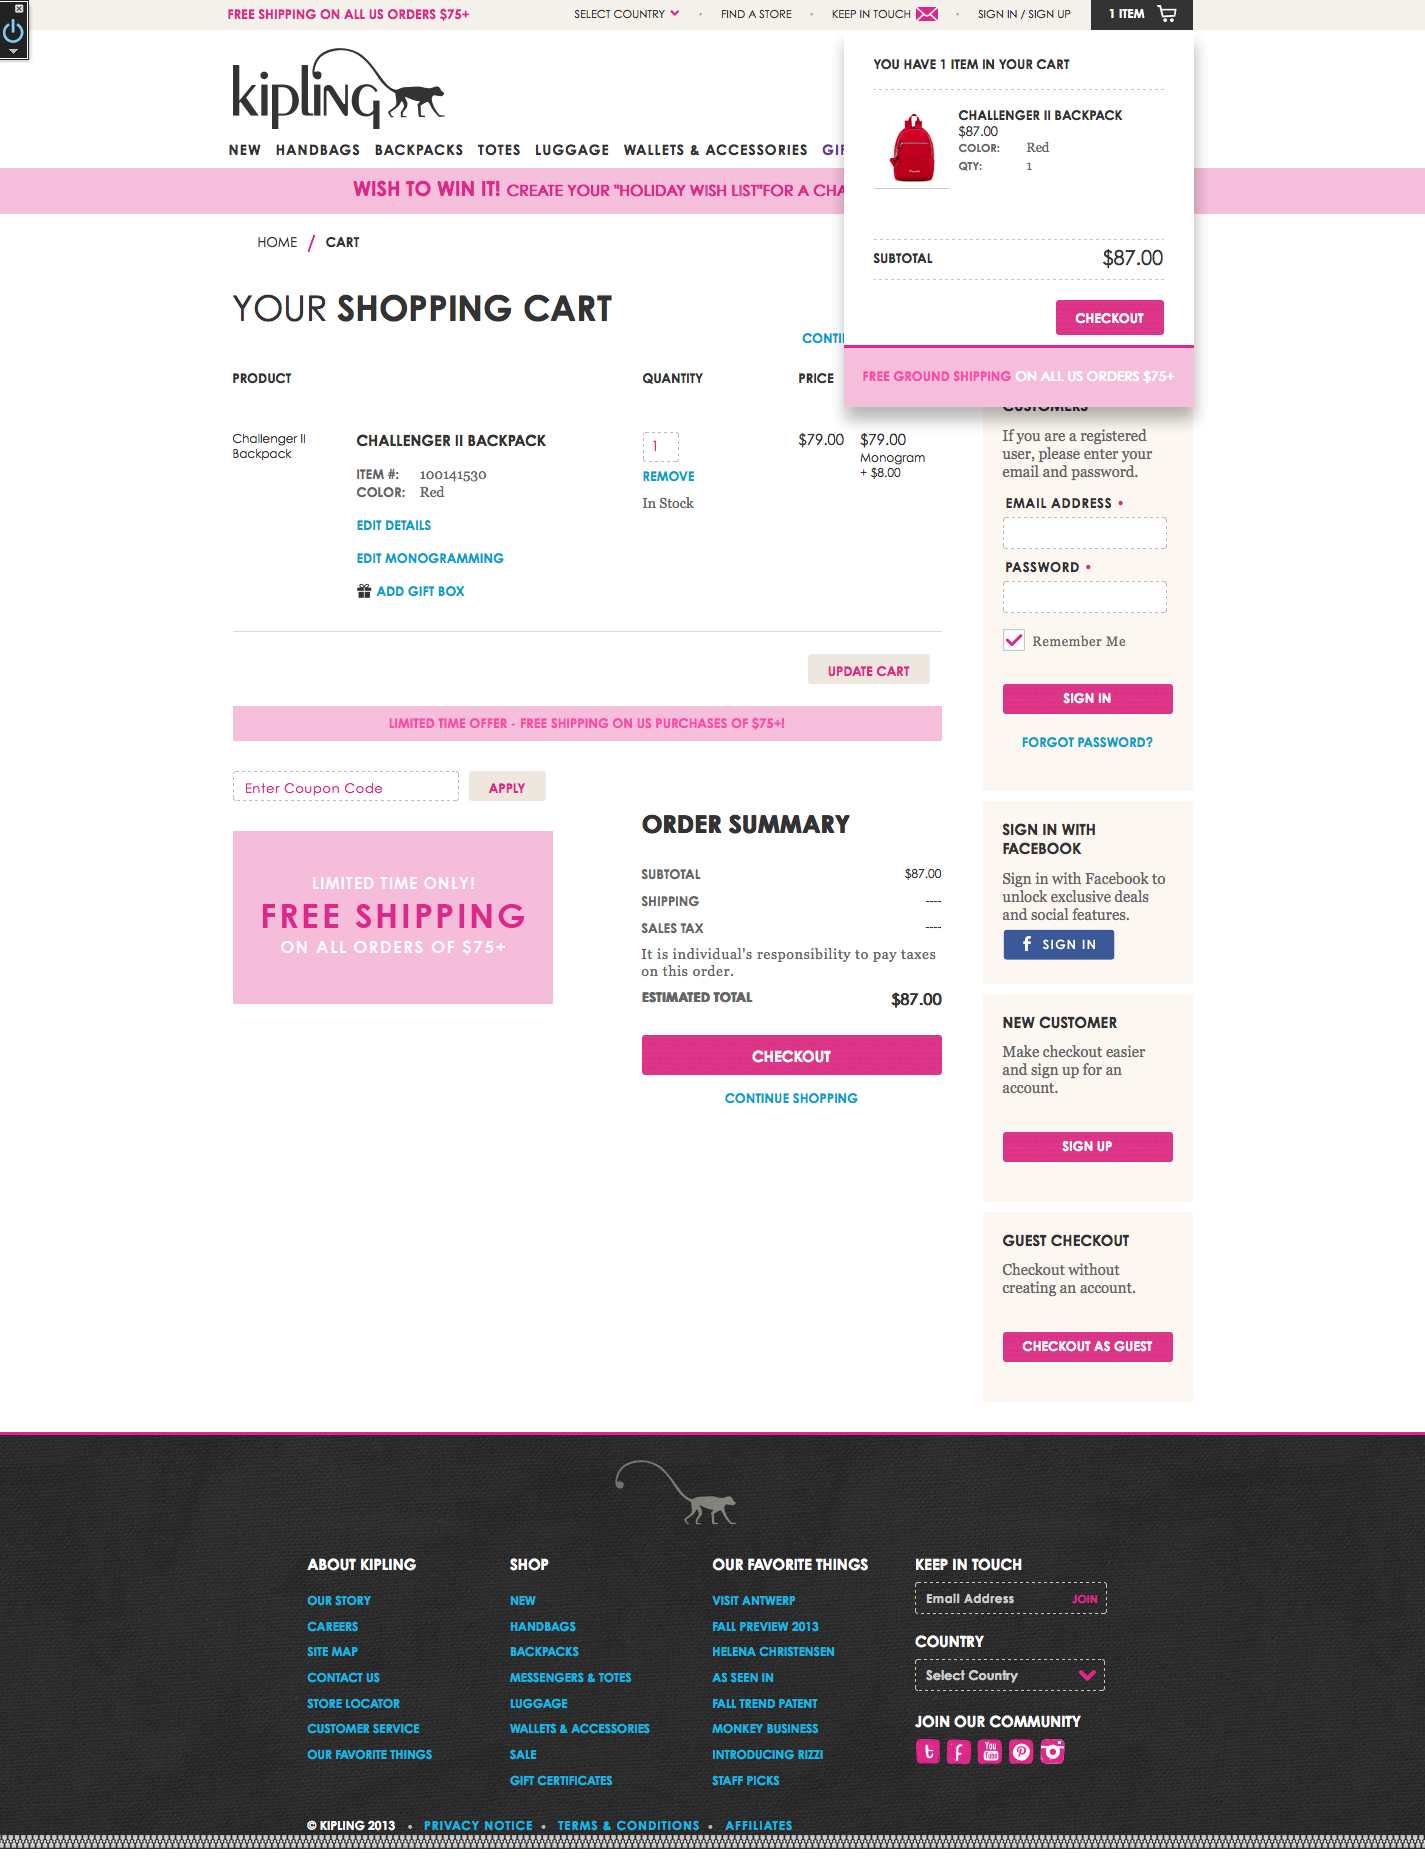 FREE SHIPPING ON ALL US ORDERS $75+
SELECT COUNTRY
FIND A STORE
KEEP IN TOUCH
SIGN IN / SIGN UP
1 ITEM
kipling
NEW HANDBAGS BACKPACKS TOTES LUGGAGE WALLETS & ACCESSORIES
WISH TO WIN IT! CREATE YOUR "HOLIDAY WISH LIST"FOR A
YOU HAVE 1 ITEM IN YOUR CART
CHALLENGER II BACKPACK
$87.00
COLOR: Red
QTY: 1
SUBTOTAL $87.00
CHECKOUT
FREE GROUND SHIPPING ON ALL US ORDERS $75+
HOME / CART
YOUR SHOPPING CART
PRODUCT QUANTITY PRICE
Challenger II
Backpack
CHALLENGER II BACKPACK
ITEM #: 100141530
COLOR: Red
EDIT DETAILS
EDIT MONOGRAMMING
ADD GIFT BOX
1
REMOVE
In Stock
$79.00 $79.00
Monogram
+ $8.00
UPDATE CART
LIMITED TIME OFFER - FREE SHIPPING ON US PURCHASES OF $75+!
Enter Coupon Code
APPLY
LIMITED TIME ONLY!
FREE SHIPPING
ON ALL ORDERS OF $75+
ORDER SUMMARY
SUBTOTAL $87.00
SHIPPING ----
SALES TAX ----
It is individual's responsibility to pay taxes
on this order.
ESTIMATED TOTAL $87.00
CHECKOUT
CONTINUE SHOPPING
CUSTOMERS
If you are a registered
user, please enter your
email and password.
EMAIL ADDRESS •
PASSWORD •
Remember Me
SIGN IN
FORGOT PASSWORD?
SIGN IN WITH
FACEBOOK
Sign in with Facebook to
unlock exclusive deals
and social features.
f SIGN IN
NEW CUSTOMER
Make checkout easier
and sign up for an
account.
SIGN UP
GUEST CHECKOUT
Checkout without
creating an account.
CHECKOUT AS GUEST
ABOUT KIPLING
OUR STORY
CAREERS
SITE MAP
CONTACT US
STORE LOCATOR
CUSTOMER SERVICE
OUR FAVORITE THINGS
SHOP
NEW
HANDBAGS
BACKPACKS
MESSENGERS & TOTES
LUGGAGE
WALLETS & ACCESSORIES
SALE
GIFT CERTIFICATES
OUR FAVORITE THINGS
VISIT ANTWERP
FALL PREVIEW 2013
HELENA CHRISTENSEN
AS SEEN IN
FALL TREND PATENT
MONKEY BUSINESS
INTRODUCING RIZZI
STAFF PICKS
KEEP IN TOUCH
Email Address JOIN
COUNTRY
Select Country
JOIN OUR COMMUNITY
You Tube
© KIPLING 2013 • PRIVACY NOTICE • TERMS & CONDITIONS • AFFILIATES